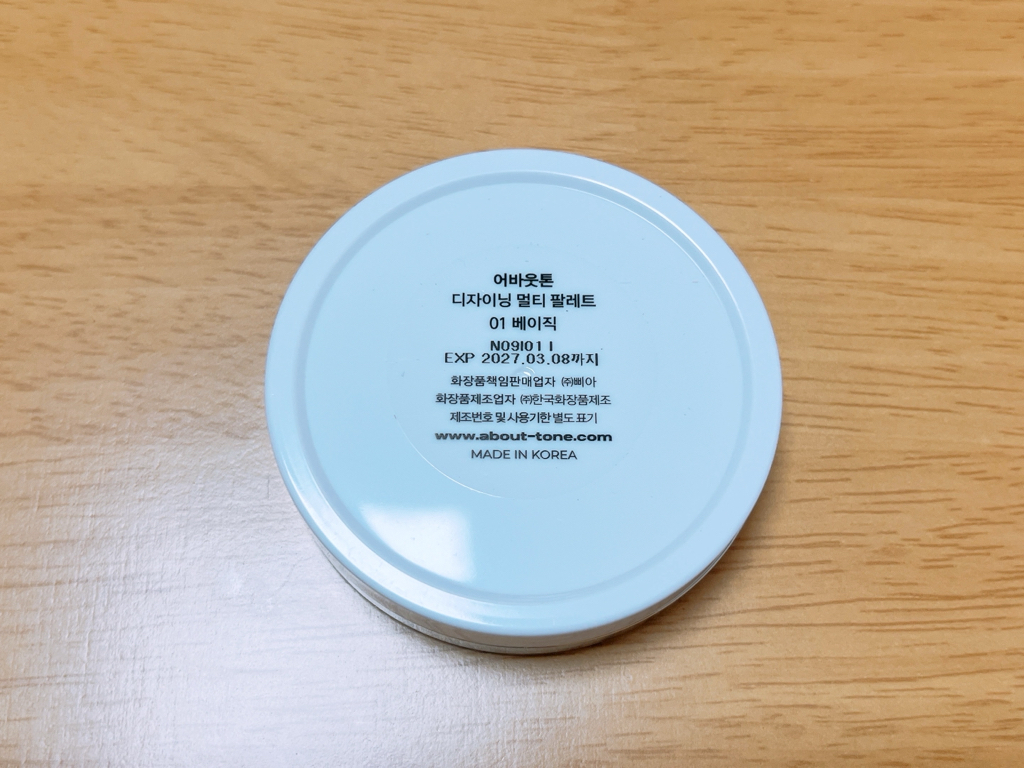 어바웃톤
디자이닝 멀티 팔레트
01 베이직
N09I01 I
EXP 2027.03.08까지
화장품책임판매업자 ㈜삐아
화장품제조업자 ㈜한국화장품제조
제조번호 및 사용기한 별도 표기
www.about-tone.com
MADE IN KOREA